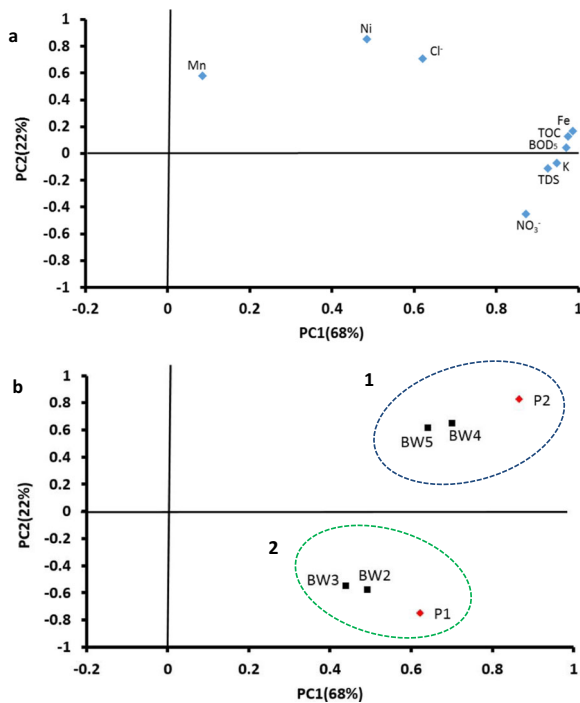 a
1
0.8
0.6
0.4
0.2
0
-0.2
-0.4
-0.6
-0.8
-1
PC2(22%)
Ni
Cl⁻
Mn
Fe
TOC
BOD₅
K
TDS
NO₃⁻
0 0.2 0.4 0.6 0.8 1
PC1(68%)
b
1
0.8
0.6
0.4
0.2
0
-0.2
-0.4
-0.6
-0.8
-1
PC2(22%)
1
P2
BW5 BW4
2
BW3 BW2
P1
0 0.2 0.4 0.6 0.8 1
PC1(68%)